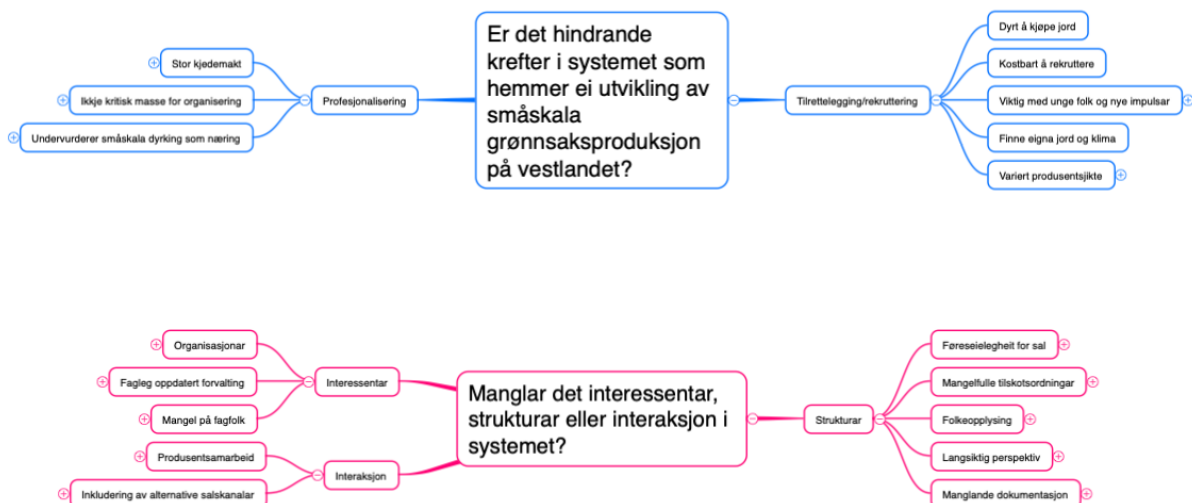 Er det hindrande
krefter i systemet som
hemmer ei utvikling av
småskala
grønnsaksproduksjon
på vestlandet?
Profesjonalisering
Stor kjedemakt
Ikkje kritisk masse for organisering
Undervurderer småskala dyrking som næring
Tilrettelegging/rekruttering
Dyrt å kjøpe jord
Kostbart å rekruttere
Viktig med unge folk og nye impulsar
Finne eigna jord og klima
Variert produsentsjikte
Manglar det interessentar,
strukturar eller interaksjon i
systemet?
Interessentar
Organisasjonar
Fagleg oppdatert forvalting
Mangel på fagfolk
Interaksjon
Produsentsamarbeid
Inkludering av alternative salskanalar
Strukturar
Føreseielegheit for sal
Mangelfulle tilskotsordningar
Folkeopplysing
Langsiktig perspektiv
Manglande dokumentasjon